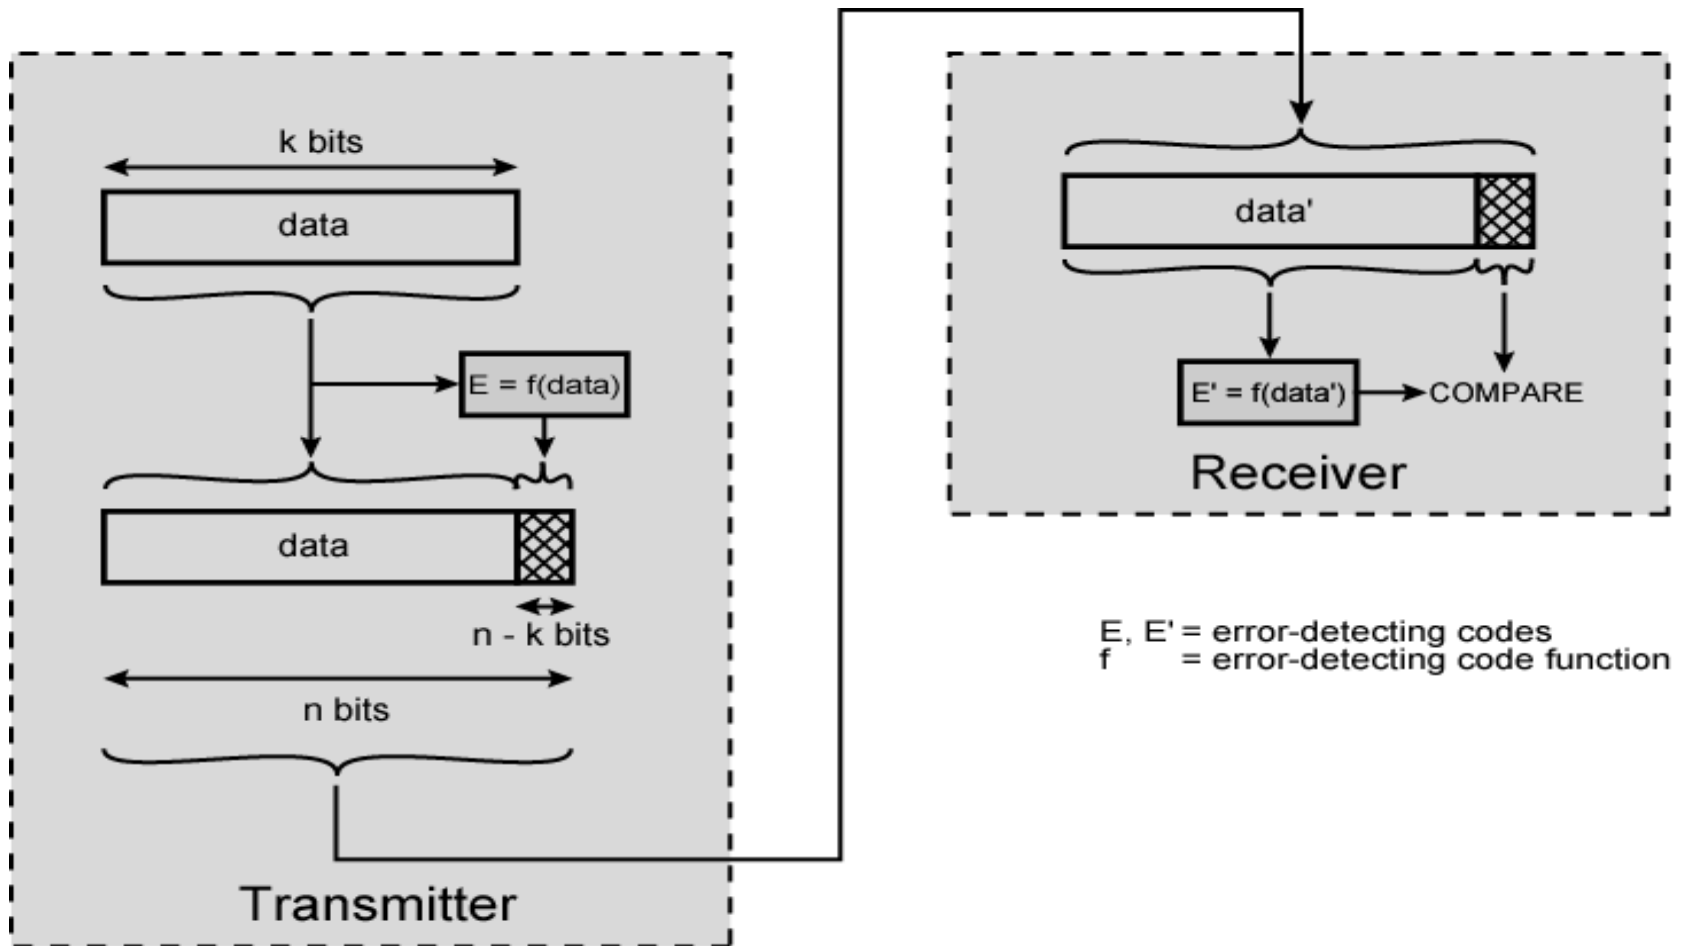 k bits
data
E = f(data)
data
n - k bits
n bits
Transmitter
data'
E' = f(data')
COMPARE
Receiver
E, E' = error-detecting codes
f = error-detecting code function